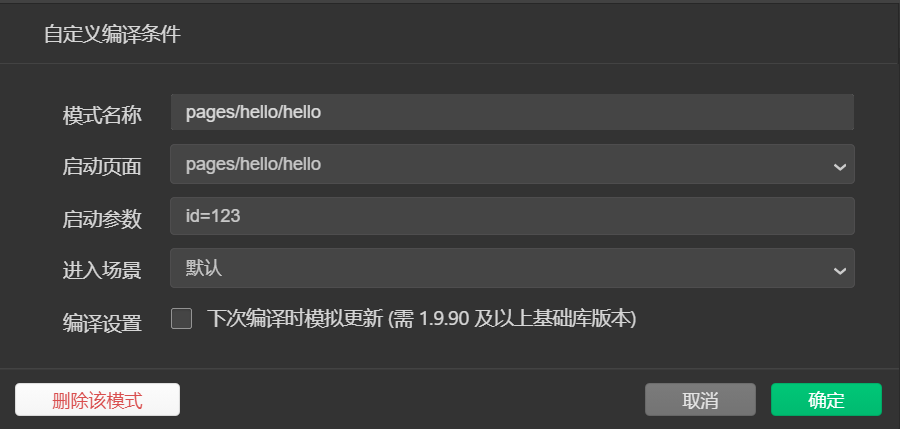 自定义编译条件
模式名称 pages/hello/hello
启动页面 pages/hello/hello
启动参数 id=123
进入场景 默认
编译设置 下次编译时模拟更新 (需 1.9.90 及以上基础库版本)
删除该模式 取消 确定